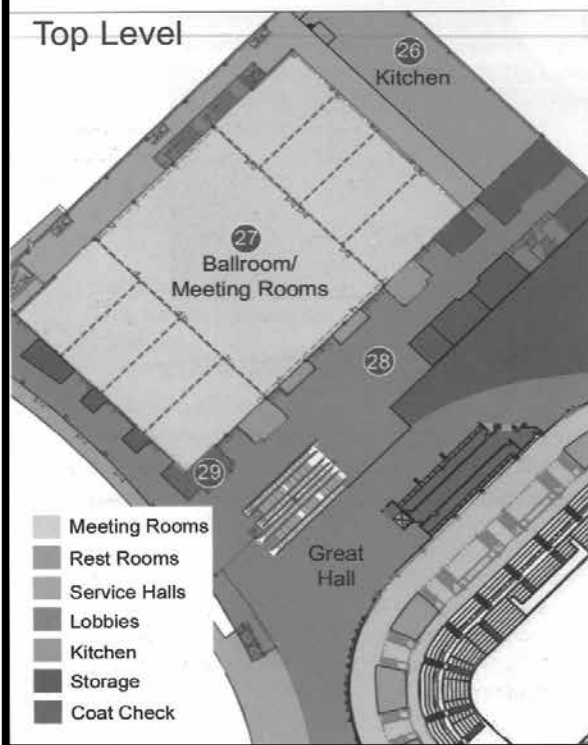 Top Level
26
Kitchen
27
Ballroom/
Meeting Rooms
28
29
Great
Hall
Meeting Rooms
Rest Rooms
Service Halls
Lobbies
Kitchen
Storage
Coat Check